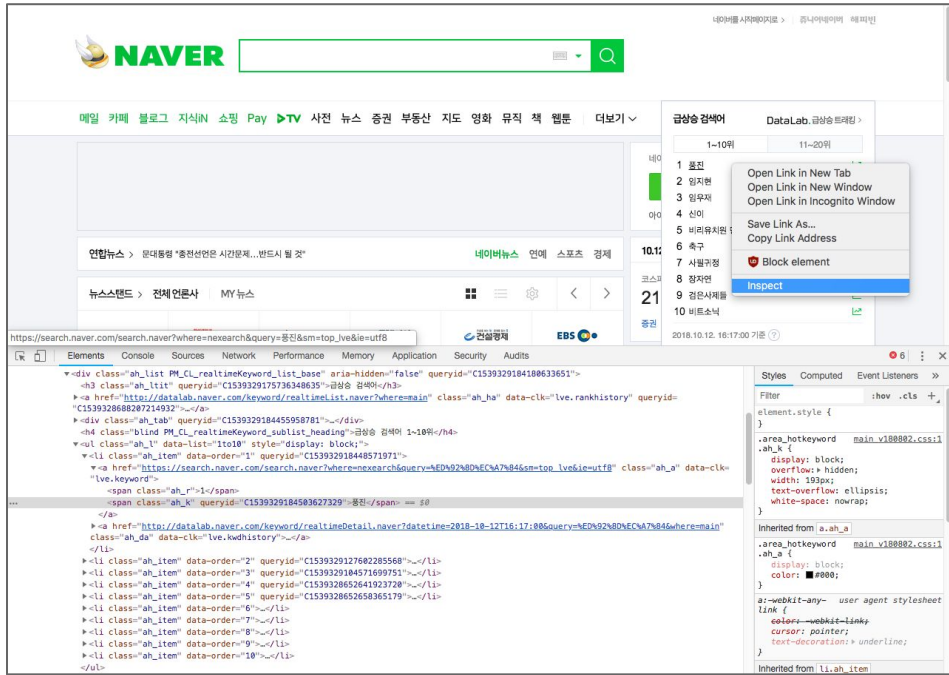 네이버를 시작페이지로 > 쥬니어네이버 해피빈
NAVER
메일 카페 블로그 지식iN 쇼핑 Pay TV 사전 뉴스 증권 부동산 지도 영화 뮤직 책 웹툰 더보기
급상승 검색어 DataLab. 급상승 트래킹 >
1~10위 11~20위
1 풍진
2 임지현
3 임우재
4 신이
5 비리유치원
6 축구
7 사필귀정
8 장자연
9 검은사제들
10 비트소닉
2018.10.12. 16:17:00 기준 ?
Open Link in New Tab
Open Link in New Window
Open Link in Incognito Window
Save Link As...
Copy Link Address
Block element
Inspect
연합뉴스 > 문대통령 "종전선언은 시간문제...반드시 될 것" 네이버뉴스 연예 스포츠 경제
10.12
뉴스스탠드 > 전체 언론사 MY 뉴스
21
증권
건설경제 EBS
https://search.naver.com/search.naver?where=nexearch&query=풍진&sm=top_lve&ie=utf8
Elements Console Sources Network Performance Memory Application Security Audits 6
<div class="ah_list PM_CL_realtimeKeyword_list_base" aria-hidden="false" queryid="C1539329184180633651">
<h3 class="ah_ltit" queryid="C1539329175736348635">급상승 검색어</h3>
<a href="http://datalab.naver.com/keyword/realtimeList.naver?where=main" class="ah_ha" data-clk="lve.rankhistory" queryid=
"C1539328688207214932">…</a>
<div class="ah_tab" queryid="C1539329184455958781">…</div>
<h4 class="blind PM_CL_realtimeKeyword_sublist_heading">급상승 검색어 1~10위</h4>
<ul class="ah_l" data-list="1to10" style="display: block;">
<li class="ah_item" data-order="1" queryid="C1539329184485719­71">
<a href="https://search.naver.com/search.naver?where=nexearch&query=%ED%92%8D%EC%A7%84&sm=top_lve&ie=utf8" class="ah_a" data-clk=
"lve.keyword">
<span class="ah_r">1</span>
<span class="ah_k" queryid="C1539329184503627329">풍진</span> == $0
</a>
<a href="http://datalab.naver.com/keyword/realtimeDetail.naver?datetime=2018-10-12T16:17:00&query=%ED%92%8D%EC%A7%84&where=main"
class="ah_da" data-clk="lve.kwdhistory">…</a>
</li>
<li class="ah_item" data-order="2" queryid="C1539329127602285568">…</li>
<li class="ah_item" data-order="3" queryid="C1539329104571699751">…</li>
<li class="ah_item" data-order="4" queryid="C1539328652641923720">…</li>
<li class="ah_item" data-order="5" queryid="C1539328652658365179">…</li>
<li class="ah_item" data-order="6">…</li>
<li class="ah_item" data-order="7">…</li>
<li class="ah_item" data-order="8">…</li>
<li class="ah_item" data-order="9">…</li>
<li class="ah_item" data-order="10">…</li>
</ul>
Styles Computed Event Listeners »
Filter :hov .cls +
element.style {
}
.area_hotkeyword main_v180802.css:1
.ah_k {
display: block;
overflow: hidden;
width: 193px;
text-overflow: ellipsis;
white-space: nowrap;
}
Inherited from a.ah_a
.area_hotkeyword main_v180802.css:1
.ah_a {
display: block;
color: #000;
}
a:-webkit-any- user agent stylesheet
link {
color: -webkit-link;
cursor: pointer;
text-decoration: underline;
}
Inherited from li.ah_item